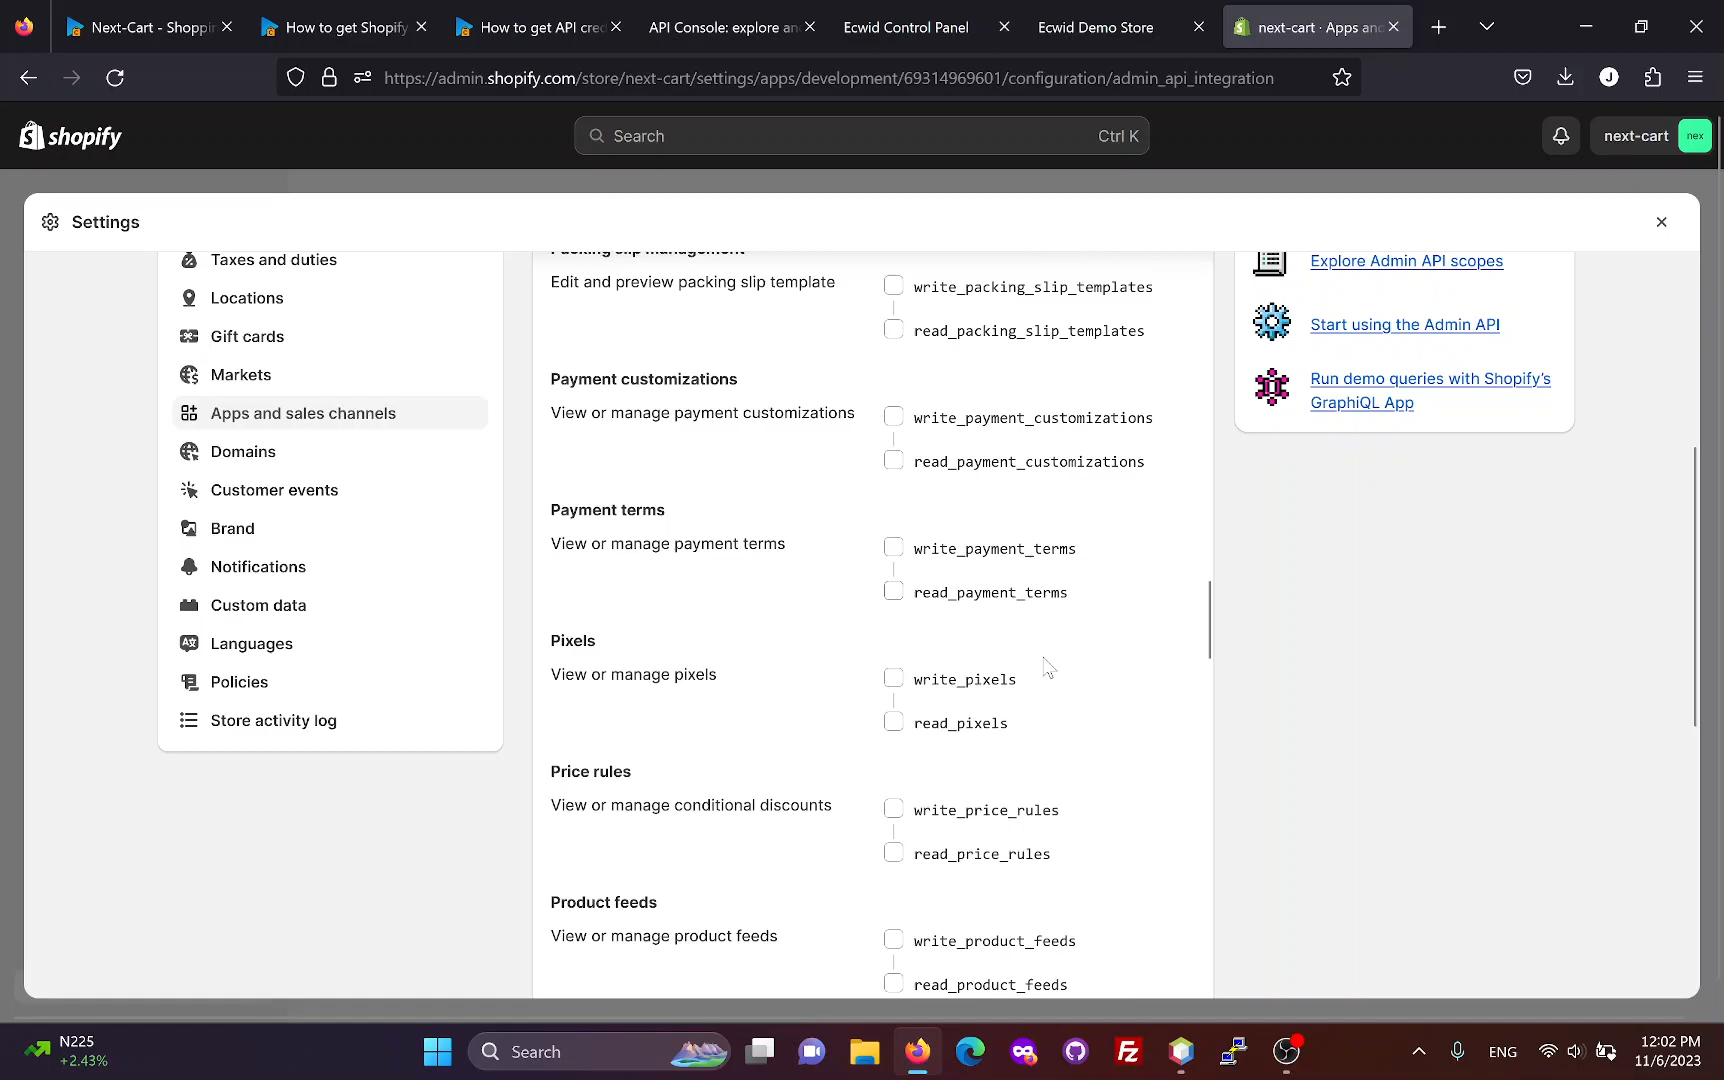 Next-Cart - Shoppin
How to get Shopify
How to get API cred
API Console: explore an
Ecwid Control Panel
Ecwid Demo Store
next-cart · Apps and
https://admin.shopify.com/store/next-cart/settings/apps/development/69314969601/configuration/admin_api_integration
J
shopify
Search
Ctrl K
next-cart
nex
Settings
Taxes and duties
Locations
Gift cards
Markets
Apps and sales channels
Domains
Customer events
Brand
Notifications
Custom data
Languages
Policies
Store activity log
Packing slip management
Edit and preview packing slip template
write_packing_slip_templates
read_packing_slip_templates
Payment customizations
View or manage payment customizations
write_payment_customizations
read_payment_customizations
Payment terms
View or manage payment terms
write_payment_terms
read_payment_terms
Pixels
View or manage pixels
write_pixels
read_pixels
Price rules
View or manage conditional discounts
write_price_rules
read_price_rules
Product feeds
View or manage product feeds
write_product_feeds
read_product_feeds
Explore Admin API scopes
Start using the Admin API
Run demo queries with Shopify's
GraphiQL App
N225
+2.43%
Search
ENG
12:02 PM
11/6/2023